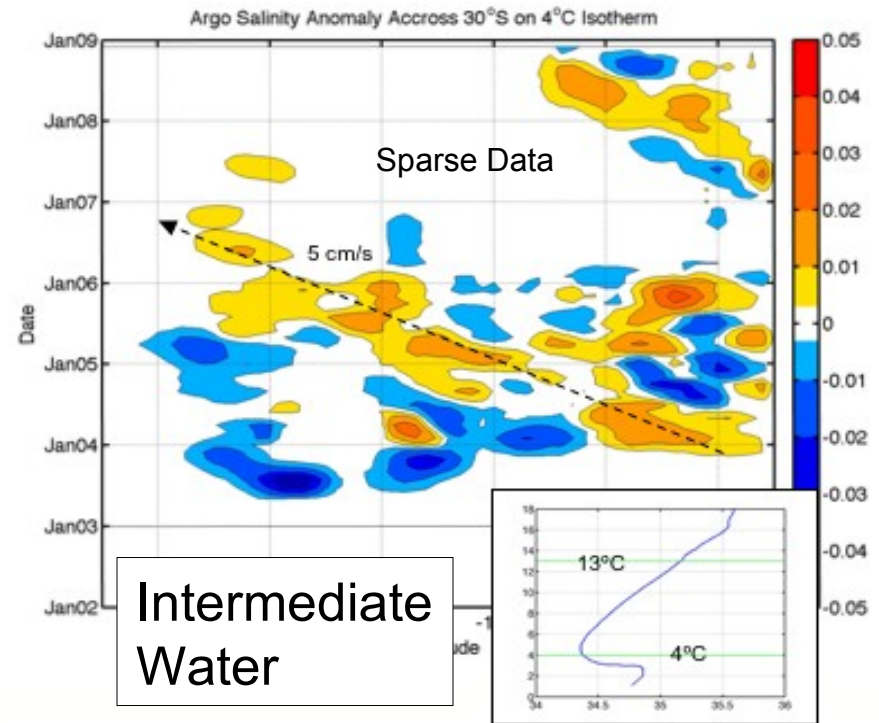 Argo Salinity Anomaly Accross 30°S on 4°C Isotherm
Jan09
Jan08
Jan07
Jan06
Jan05
Jan04
Jan03
Jan02
Date
Sparse Data
5 cm/s
0.05
0.04
0.03
0.02
0.01
0
-0.01
-0.02
-0.03
-0.04
-0.05
Intermediate
Water
18
16
14
12
10
8
6
4
2
0
13°C
4°C
34
34.5
35
35.5
36